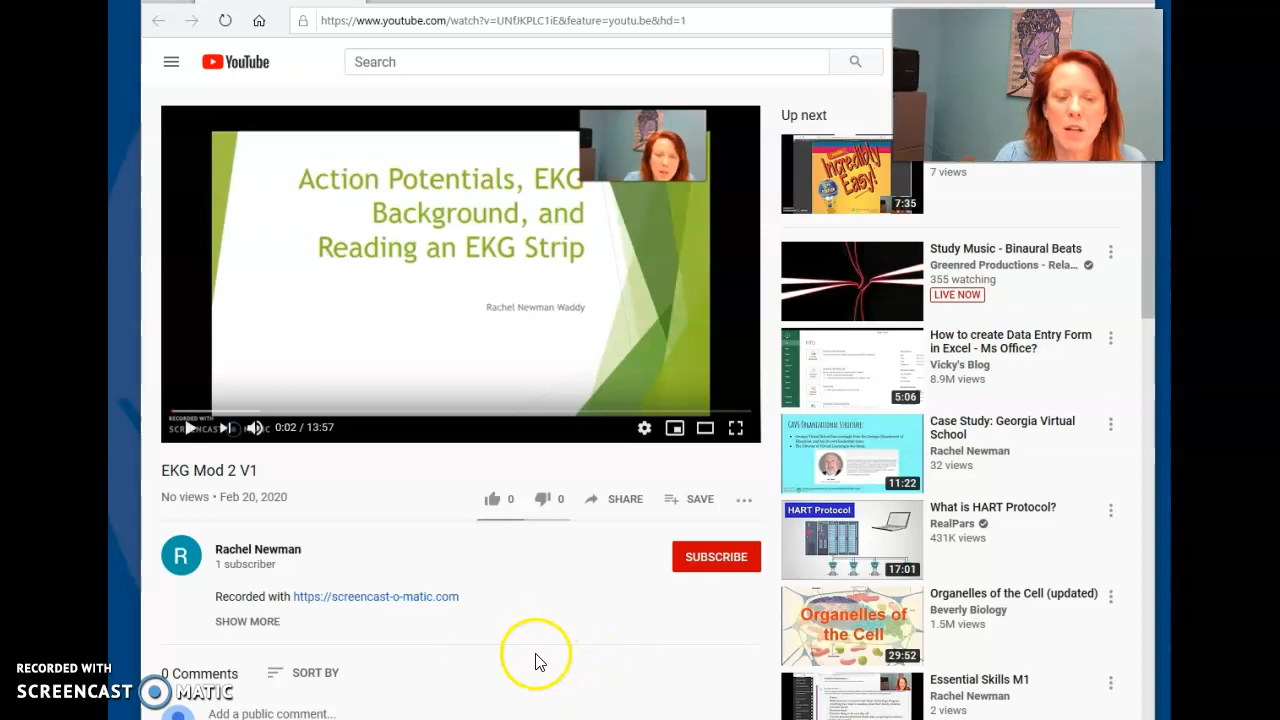 https://www.youtube.com/watch?v=UNfJKPLC1iE&feature=youtu.be&hd=1
YouTube
Search
Action Potentials, EKG
Background, and
Reading an EKG Strip
Rachel Newman Waddy
RECORDED WITH
0:02 / 13:57
EKG Mod 2 V1
No views • Feb 20, 2020
0
0
SHARE
SAVE
R
Rachel Newman
1 subscriber
SUBSCRIBE
Recorded with https://screencast-o-matic.com
SHOW MORE
0 Comments
SORT BY
Add a public comment...
Up next
Incredibly
Easy!
7:35
7 views
Study Music - Binaural Beats
Greenred Productions - Rela...
355 watching
LIVE NOW
5:06
How to create Data Entry Form
in Excel - Ms Office?
Vicky's Blog
8.9M views
GAVS Organizational Structure:
11:22
Case Study: Georgia Virtual
School
Rachel Newman
32 views
HART Protocol
17:01
What is HART Protocol?
RealPars
431K views
Organelles of
the Cell
29:52
Organelles of the Cell (updated)
Beverly Biology
1.5M views
Essential Skills M1
Rachel Newman
2 views
RECORDED WITH
SCREENCAST MATIC